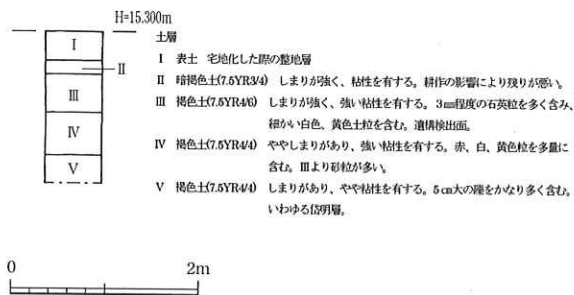 H=15.300m
土層
I
II
III
IV
V
I 表土 宅地化した際の整地層
II 暗褐色土(7.5YR3/4) しまりが強く、粘性を有する。耕作の影響により残りが悪い。
III 褐色土(7.5YR4/6) しまりが強く、強い粘性を有する。3㎜程度の石英粒を多く含み、
細かい白色、黄色土粒を含む。遺構検出面。
IV 褐色土(7.5YR4/4) ややしまりがあり、強い粘性を有する。赤、白、黄色粒を多量に
含む。IIIより砂粒が多い。
V 褐色土(7.5YR4/4) しまりがあり、やや粘性を有する。5㎝大の礫をかなり多く含む。
いわゆる岱明層。
0 2m